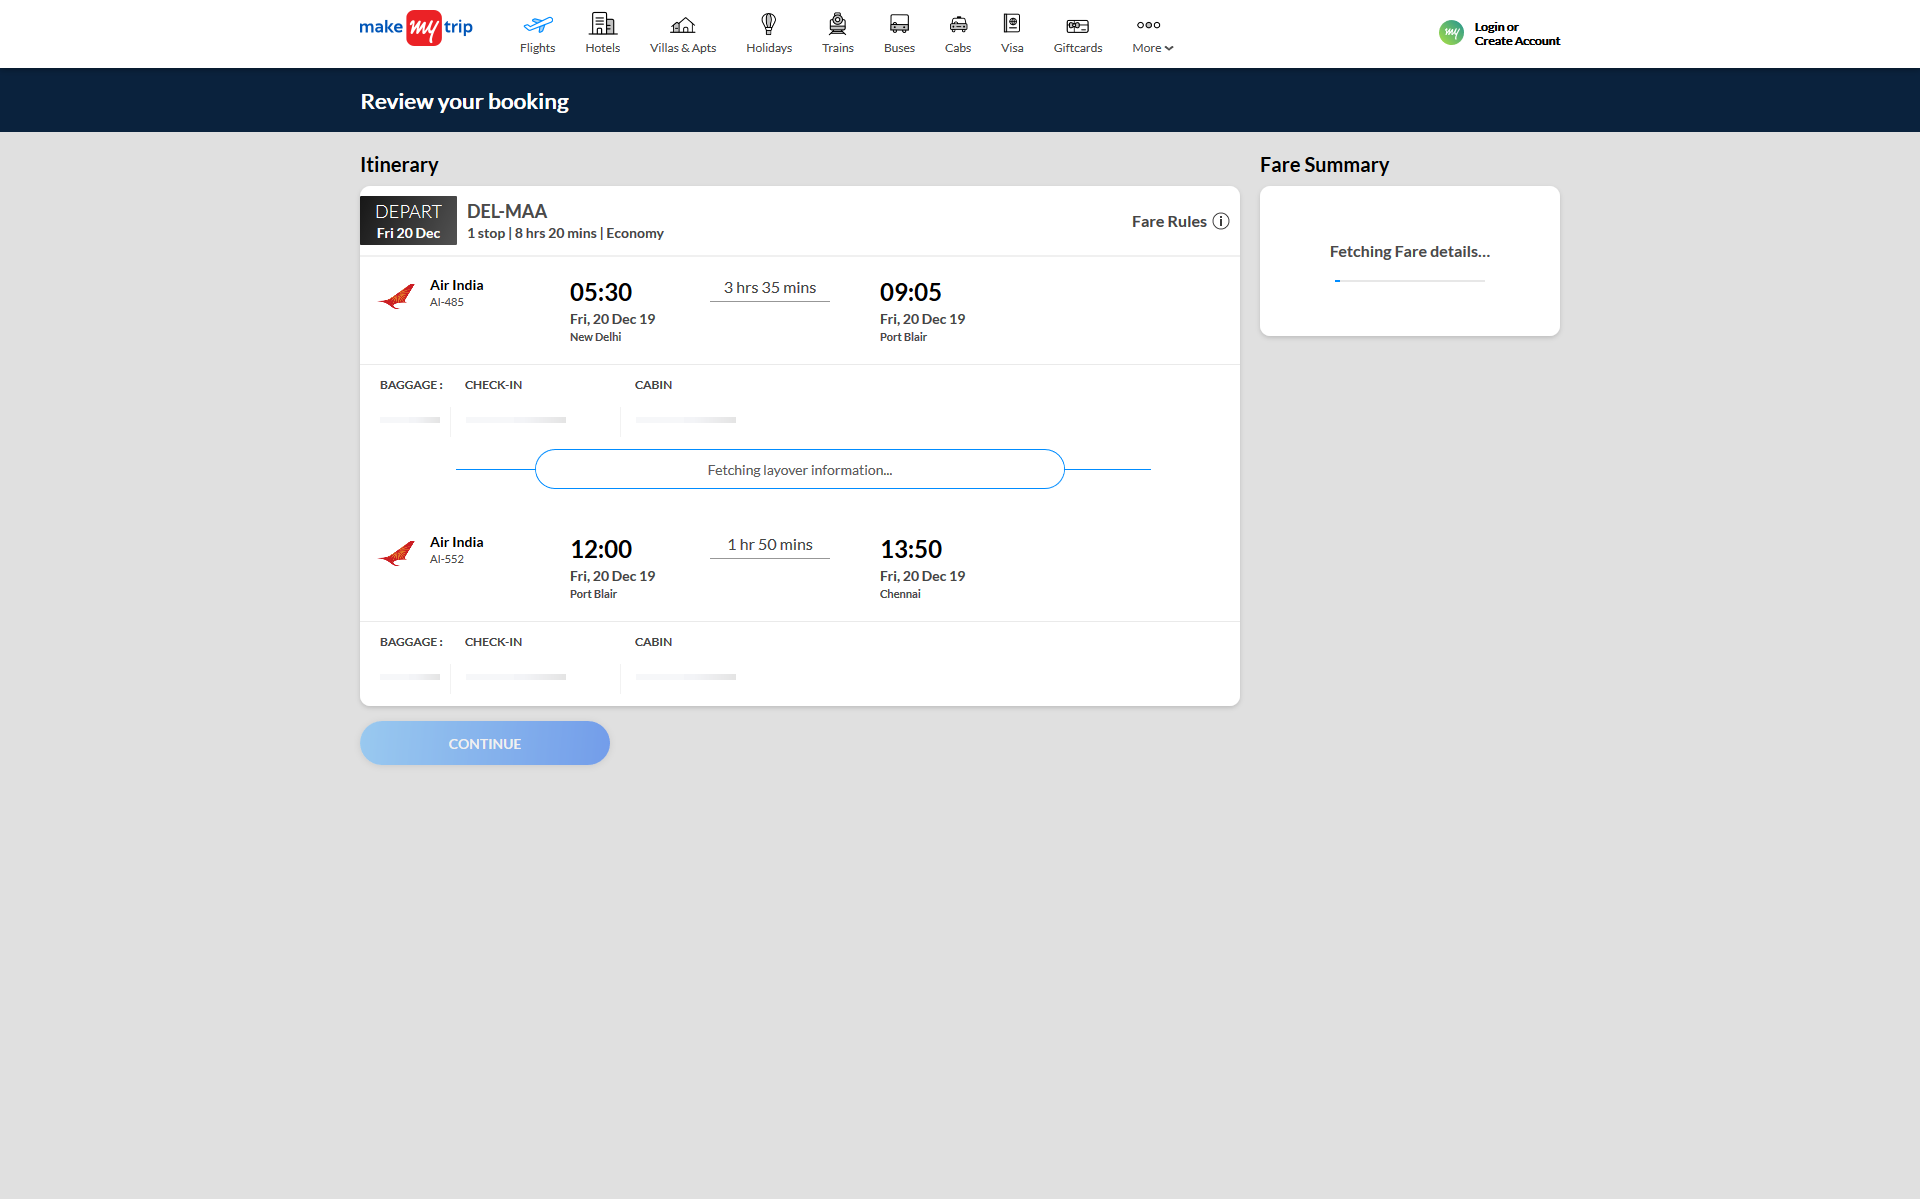 make my trip
Flights
Hotels
Villas & Apts
Holidays
Trains
Buses
Cabs
Visa
Giftcards
More
my
Login or
Create Account
Review your booking
Itinerary
Fare Summary
DEPART
Fri 20 Dec
DEL-MAA
1 stop | 8 hrs 20 mins | Economy
Fare Rules
Fetching Fare details...
Air India
AI-485
05:30
Fri, 20 Dec 19
New Delhi
3 hrs 35 mins
09:05
Fri, 20 Dec 19
Port Blair
BAGGAGE :
CHECK-IN
CABIN
Fetching layover information...
Air India
AI-552
12:00
Fri, 20 Dec 19
Port Blair
1 hr 50 mins
13:50
Fri, 20 Dec 19
Chennai
BAGGAGE :
CHECK-IN
CABIN
CONTINUE